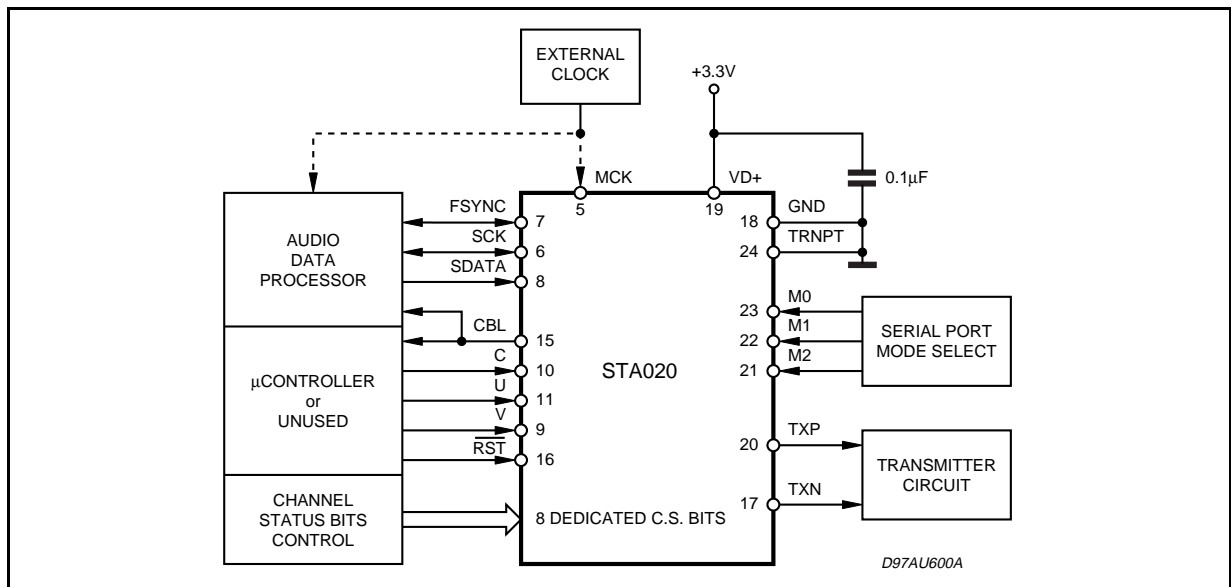 EXTERNAL
CLOCK
+3.3V
MCK
VD+
0.1µF
5
19
AUDIO
DATA
PROCESSOR
FSYNC
7
SCK
6
SDATA
8
18
GND
24
TRNPT
23
M0
22
M1
21
M2
SERIAL PORT
MODE SELECT
µCONTROLLER
or
UNUSED
CBL
15
C
10
U
11
V
9
RST
16
STA020
20
TXP
17
TXN
TRANSMITTER
CIRCUIT
CHANNEL
STATUS BITS
CONTROL
8 DEDICATED C.S. BITS
D97AU600A